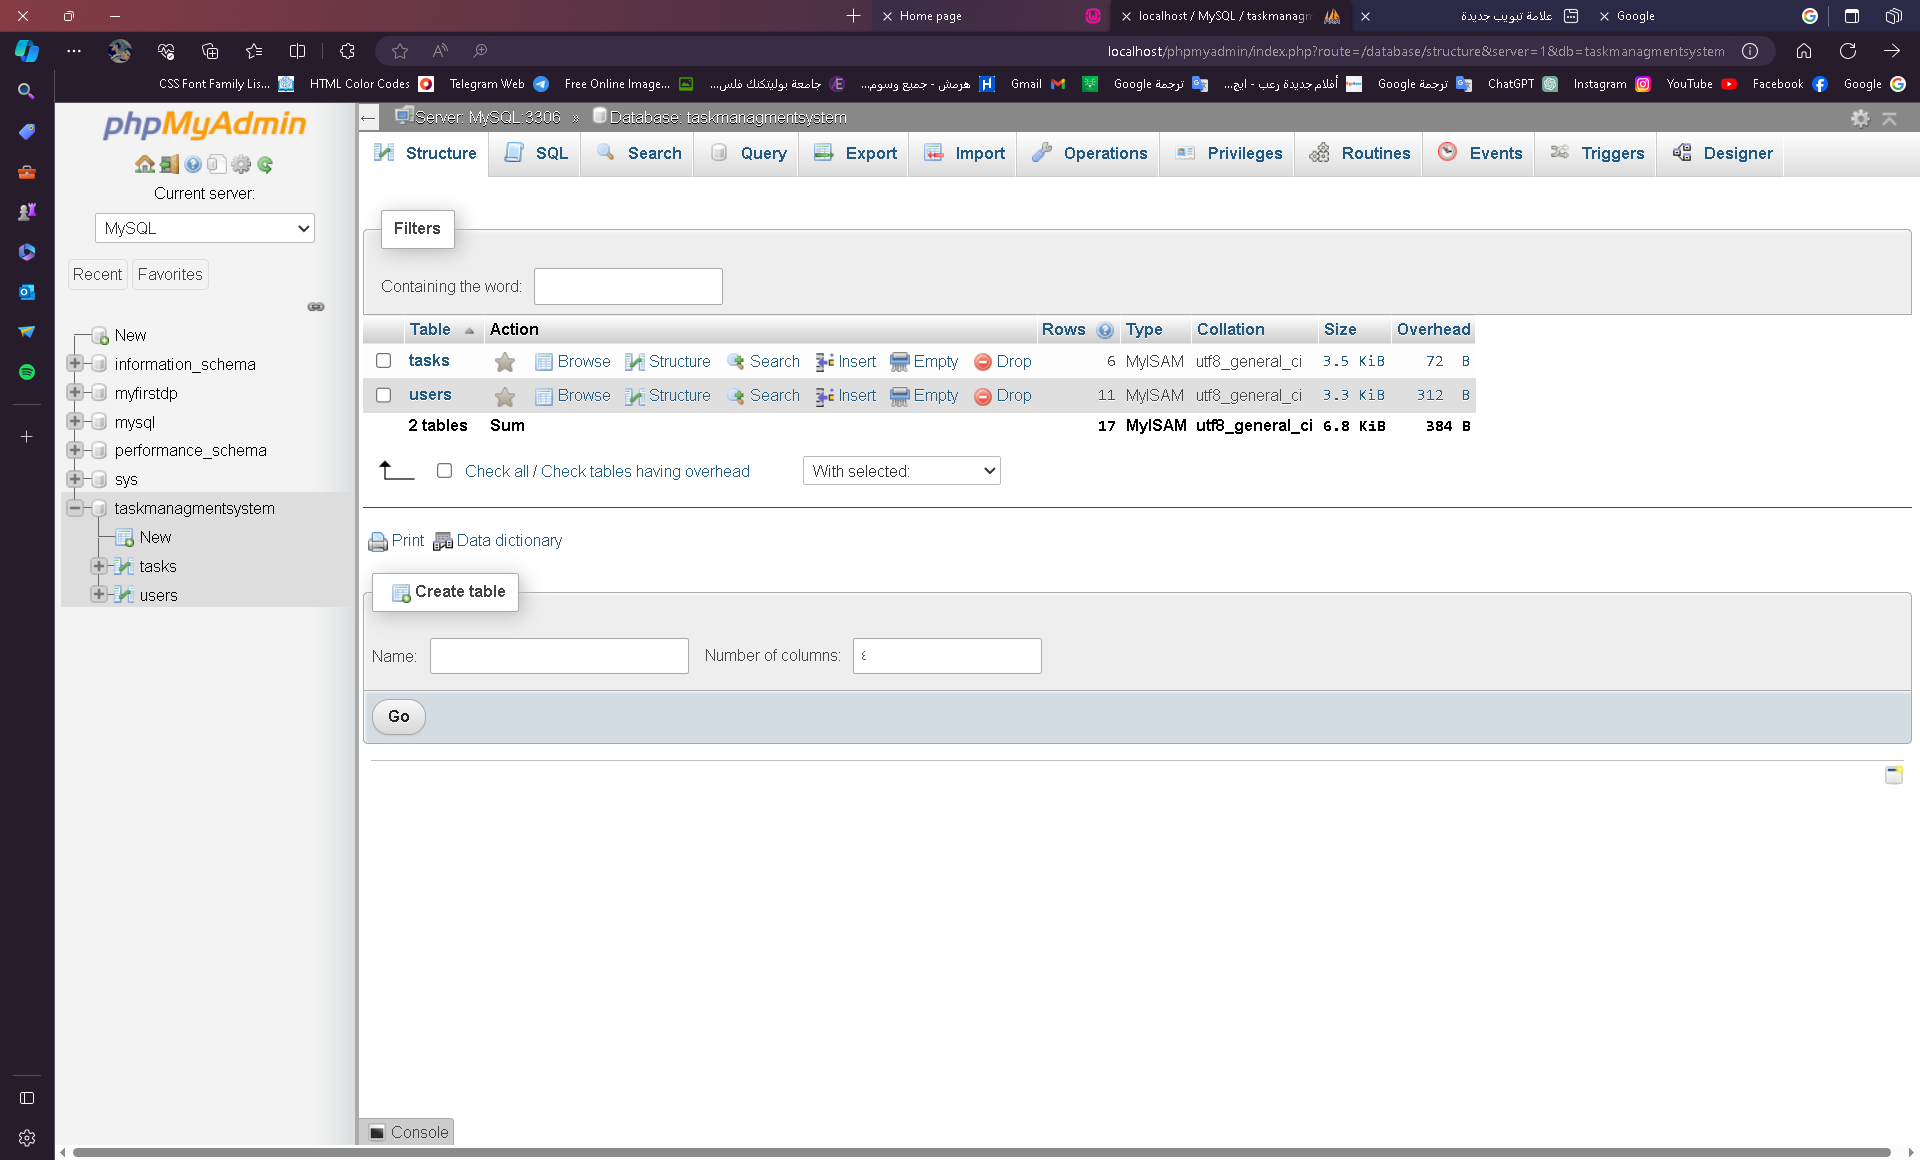 Home page
localhost / MySQL / taskmanagm
علامة تبويب جديدة
Google
localhost/phpmyadmin/index.php?route=/database/structure&server=1&db=taskmanagmentsystem
CSS Font Family Lis...
HTML Color Codes
Telegram Web
Free Online Image...
جامعة بوليتكنك فلس...
هرمش - جميع وسوم...
Gmail
ترجمة Google
أفلام جديدة رعب - ايج...
ترجمة Google
ChatGPT
Instagram
YouTube
Facebook
Google
phpMyAdmin
Current server:
MySQL
Recent
Favorites
New
information_schema
myfirstdp
mysql
performance_schema
sys
taskmanagmentsystem
New
tasks
users
Server: MySQL:3306 » Database: taskmanagmentsystem
Structure SQL Search Query Export Import Operations Privileges Routines Events Triggers Designer
Filters
Containing the word:
Table Action Rows Type Collation Size Overhead
tasks Browse Structure Search Insert Empty Drop 6 MyISAM utf8_general_ci 3.5 KiB 72 B
users Browse Structure Search Insert Empty Drop 11 MyISAM utf8_general_ci 3.3 KiB 312 B
2 tables Sum 17 MyISAM utf8_general_ci 6.8 KiB 384 B
Check all / Check tables having overhead With selected:
Print Data dictionary
Create table
Name: Number of columns: ٤
Go
Console